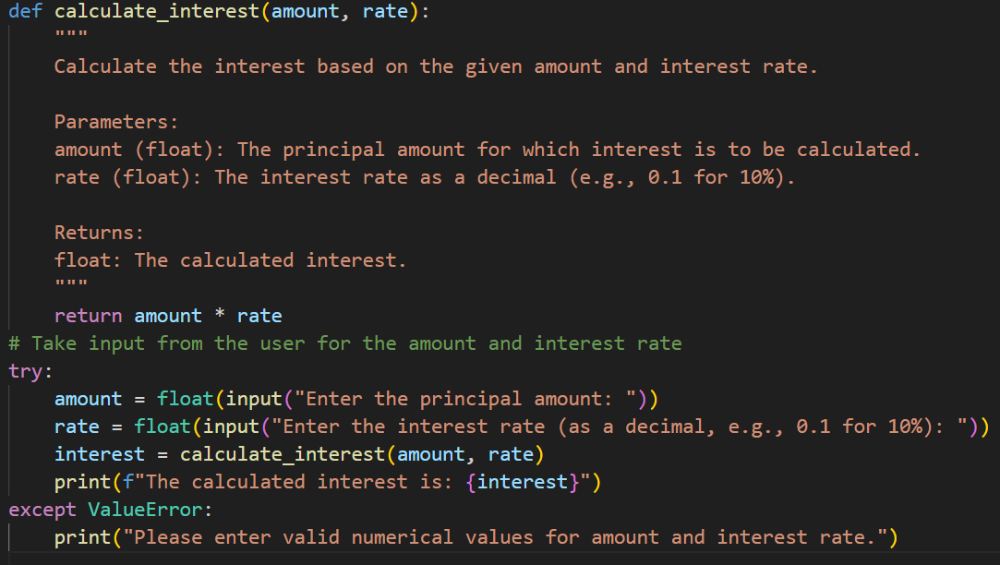 def calculate_interest(amount, rate):
    """
    Calculate the interest based on the given amount and interest rate.

    Parameters:
    amount (float): The principal amount for which interest is to be calculated.
    rate (float): The interest rate as a decimal (e.g., 0.1 for 10%).

    Returns:
    float: The calculated interest.
    """
    return amount * rate
# Take input from the user for the amount and interest rate
try:
    amount = float(input("Enter the principal amount: "))
    rate = float(input("Enter the interest rate (as a decimal, e.g., 0.1 for 10%): "))
    interest = calculate_interest(amount, rate)
    print(f"The calculated interest is: {interest}")
except ValueError:
    print("Please enter valid numerical values for amount and interest rate.")